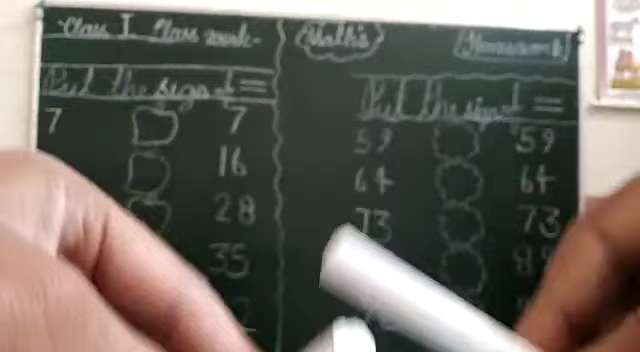 Class I Class work.
Put the sign =
7 7
16
28
35
Maths
Homework
Put the sign =
59 59
64 64
73 73